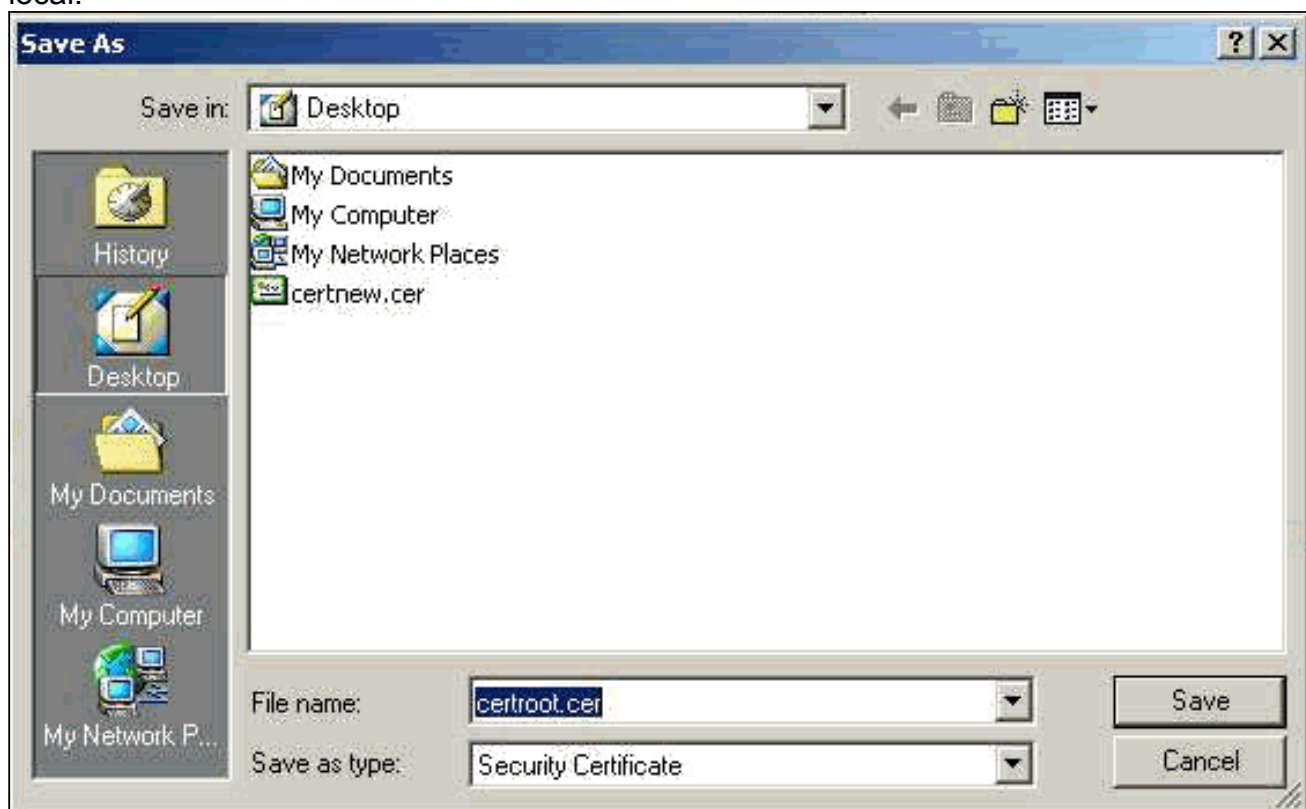 local.
Save As
Save in:
Desktop
History
Desktop
My Documents
My Computer
My Network P...
My Documents
My Computer
My Network Places
certnew.cer
File name:
certroot.cer
Save
Save as type:
Security Certificate
Cancel